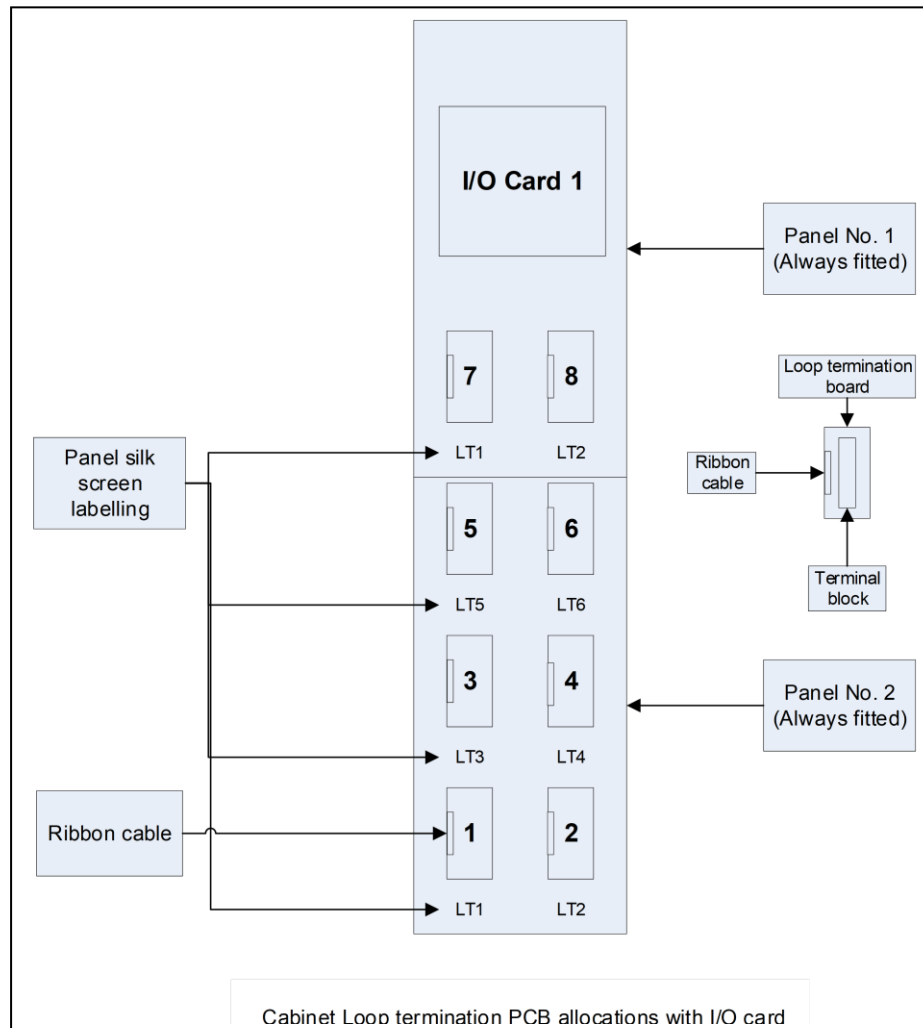 I/O Card 1
Panel No. 1
(Always fitted)
7
8
Loop termination
board
LT1
LT2
Panel silk
screen
labelling
Ribbon
cable
5
6
Terminal
block
LT5
LT6
3
4
Panel No. 2
(Always fitted)
LT3
LT4
Ribbon cable
1
2
LT1
LT2
Cabinet Loop termination PCB allocations with I/O card